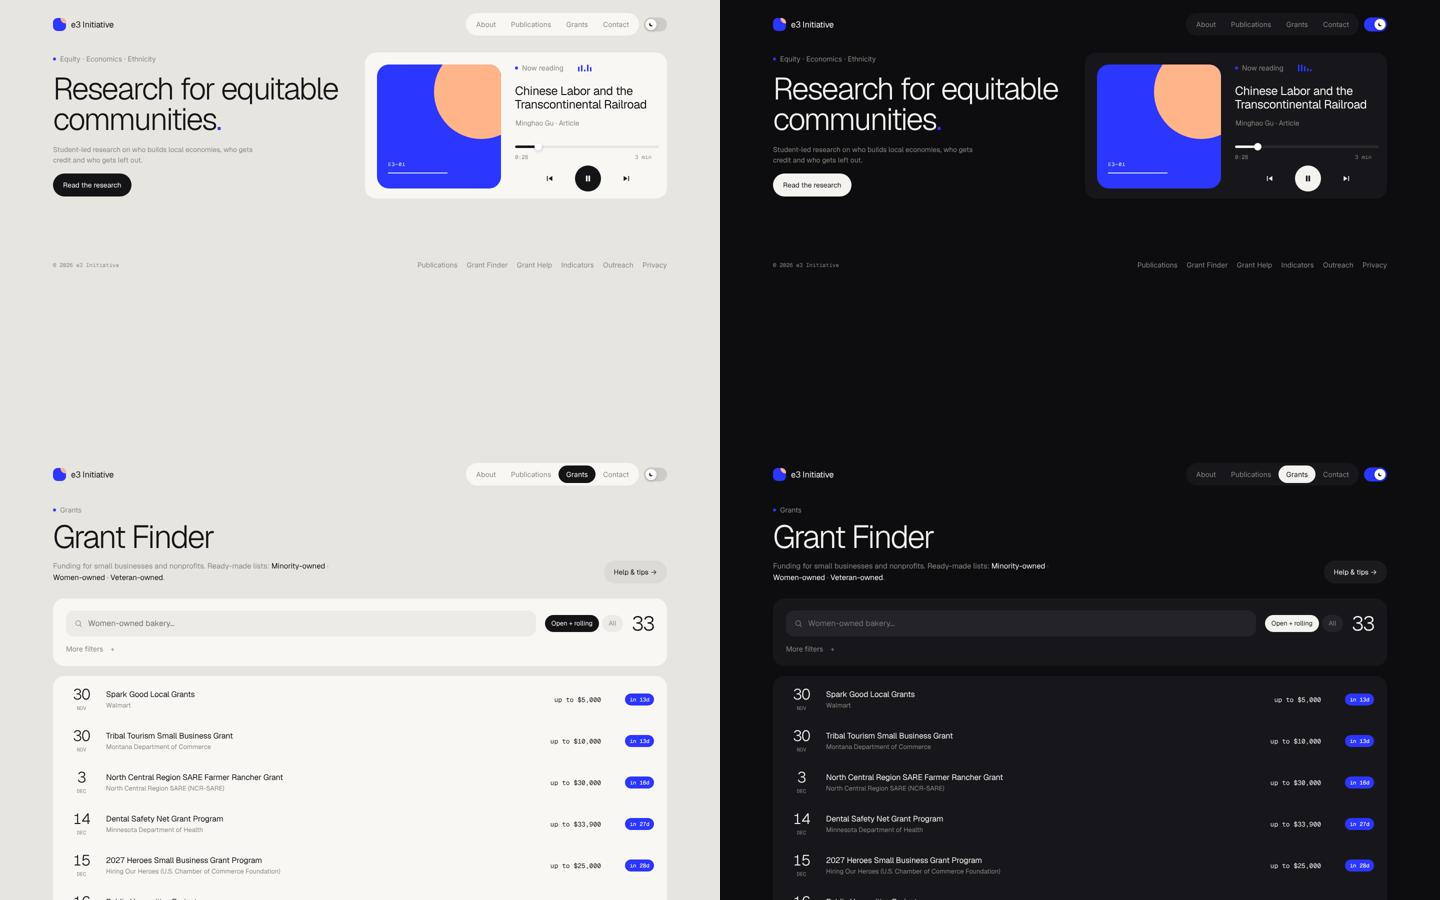 e3 Initiative
About Publications Grants Contact
Equity · Economics · Ethnicity
Research for equitable
communities.
Student-led research on who builds local economies, who gets
credit and who gets left out.
Read the research
E3—01
Now reading
Chinese Labor and the
Transcontinental Railroad
Minghao Gu · Article
0:28 3 min
© 2026 e3 Initiative
Publications Grant Finder Grant Help Indicators Outreach Privacy
e3 Initiative
About Publications Grants Contact
Equity · Economics · Ethnicity
Research for equitable
communities.
Student-led research on who builds local economies, who gets
credit and who gets left out.
Read the research
E3—01
Now reading
Chinese Labor and the
Transcontinental Railroad
Minghao Gu · Article
0:28 3 min
© 2026 e3 Initiative
Publications Grant Finder Grant Help Indicators Outreach Privacy
e3 Initiative
About Publications Grants Contact
Grants
Grant Finder
Funding for small businesses and nonprofits. Ready-made lists: Minority-owned ·
Women-owned · Veteran-owned.
Help & tips →
Women-owned bakery...
Open + rolling All 33
More filters +
30 NOV Spark Good Local Grants up to $5,000 in 13d
Walmart
30 NOV Tribal Tourism Small Business Grant up to $10,000 in 13d
Montana Department of Commerce
3 DEC North Central Region SARE Farmer Rancher Grant up to $30,000 in 16d
North Central Region SARE (NCR-SARE)
14 DEC Dental Safety Net Grant Program up to $33,900 in 27d
Minnesota Department of Health
15 DEC 2027 Heroes Small Business Grant Program up to $25,000 in 28d
Hiring Our Heroes (U.S. Chamber of Commerce Foundation)
e3 Initiative
About Publications Grants Contact
Grants
Grant Finder
Funding for small businesses and nonprofits. Ready-made lists: Minority-owned ·
Women-owned · Veteran-owned.
Help & tips →
Women-owned bakery...
Open + rolling All 33
More filters +
30 NOV Spark Good Local Grants up to $5,000 in 13d
Walmart
30 NOV Tribal Tourism Small Business Grant up to $10,000 in 13d
Montana Department of Commerce
3 DEC North Central Region SARE Farmer Rancher Grant up to $30,000 in 16d
North Central Region SARE (NCR-SARE)
14 DEC Dental Safety Net Grant Program up to $33,900 in 27d
Minnesota Department of Health
15 DEC 2027 Heroes Small Business Grant Program up to $25,000 in 28d
Hiring Our Heroes (U.S. Chamber of Commerce Foundation)